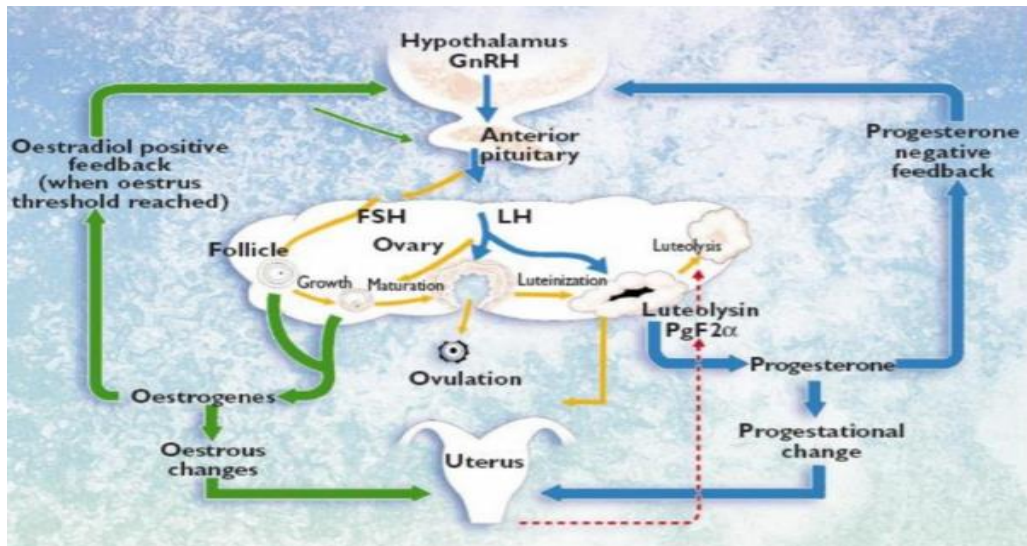 Hypothalamus
GnRH
Anterior
pituitary
Oestradiol positive
feedback
(when oestrus
threshold reached)
Progesterone
negative
feedback
FSH
LH
Ovary
Follicle
Growth
Maturation
Luteinization
Luteolysis
Luteolysin
PgF2α
Ovulation
Progesterone
Oestrogenes
Oestrous
changes
Uterus
Progestational
change